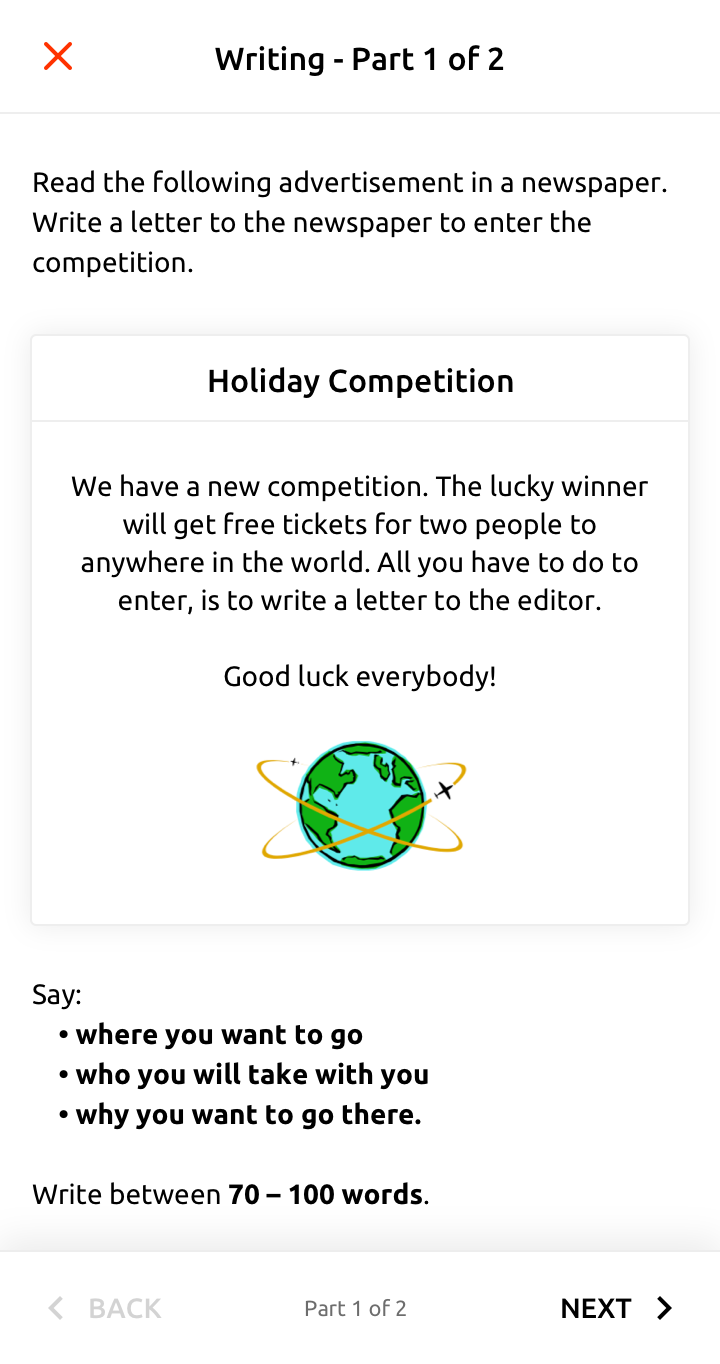 Writing - Part 1 of 2
Read the following advertisement in a newspaper.
Write a letter to the newspaper to enter the
competition.
Holiday Competition
We have a new competition. The lucky winner
will get free tickets for two people to
anywhere in the world. All you have to do to
enter, is to write a letter to the editor.
Good luck everybody!
Say:
• where you want to go
• who you will take with you
• why you want to go there.
Write between 70 – 100 words.
BACK
Part 1 of 2
NEXT